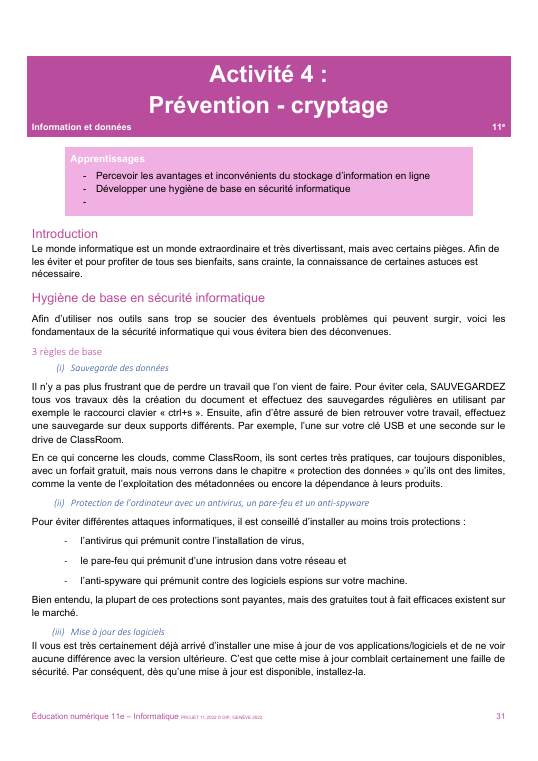 Activité 4 :
Prévention - cryptage
Information et données 11e
Apprentissages
- Percevoir les avantages et inconvénients du stockage d'information en ligne
- Développer une hygiène de base en sécurité informatique
-
Introduction
Le monde informatique est un monde extraordinaire et très divertissant, mais avec certains pièges. Afin de
les éviter et pour profiter de tous ses bienfaits, sans crainte, la connaissance de certaines astuces est
nécessaire.
Hygiène de base en sécurité informatique
Afin d'utiliser nos outils sans trop se soucier des éventuels problèmes qui peuvent surgir, voici les
fondamentaux de la sécurité informatique qui vous évitera bien des déconvenues.
3 règles de base
(i) Sauvegarde des données
Il n'y a pas plus frustrant que de perdre un travail que l'on vient de faire. Pour éviter cela, SAUVEGARDEZ
tous vos travaux dès la création du document et effectuez des sauvegardes régulières en utilisant par
exemple le raccourci clavier « ctrl+s ». Ensuite, afin d'être assuré de bien retrouver votre travail, effectuez
une sauvegarde sur deux supports différents. Par exemple, l'une sur votre clé USB et une seconde sur le
drive de ClassRoom.
En ce qui concerne les clouds, comme ClassRoom, ils sont certes très pratiques, car toujours disponibles,
avec un forfait gratuit, mais nous verrons dans le chapitre « protection des données » qu'ils ont des limites,
comme la vente de l'exploitation des métadonnées ou encore la dépendance à leurs produits.
(ii) Protection de l'ordinateur avec un antivirus, un pare-feu et un anti-spyware
Pour éviter différentes attaques informatiques, il est conseillé d'installer au moins trois protections :
- l'antivirus qui prémunit contre l'installation de virus,
- le pare-feu qui prémunit d'une intrusion dans votre réseau et
- l'anti-spyware qui prémunit contre des logiciels espions sur votre machine.
Bien entendu, la plupart de ces protections sont payantes, mais des gratuites tout à fait efficaces existent sur
le marché.
(iii) Mise à jour des logiciels
Il vous est très certainement déjà arrivé d'installer une mise à jour de vos applications/logiciels et de ne voir
aucune différence avec la version ultérieure. C'est que cette mise à jour comblait certainement une faille de
sécurité. Par conséquent, dès qu'une mise à jour est disponible, installez-la.
Éducation numérique 11e – Informatique PROJET 11.2022 © DIP, GENÈVE 2022 31